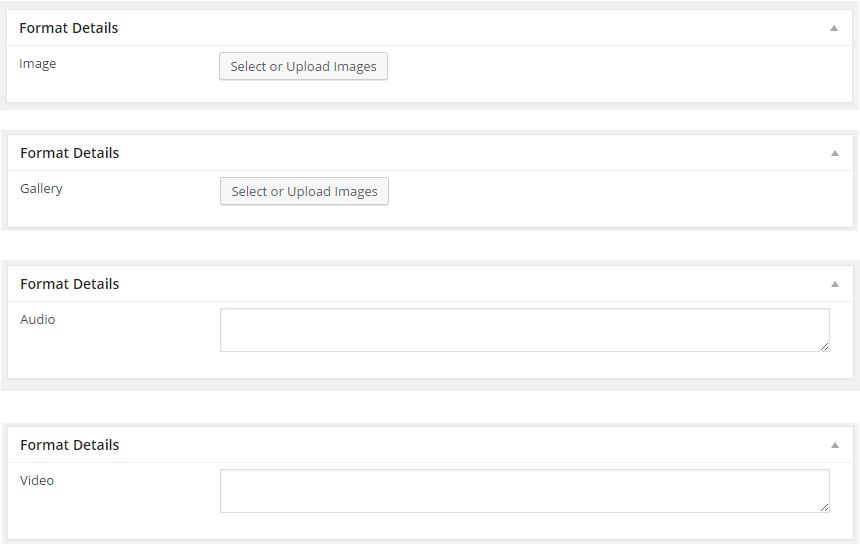 Format Details
Image
Select or Upload Images
Format Details
Gallery
Select or Upload Images
Format Details
Audio
Format Details
Video